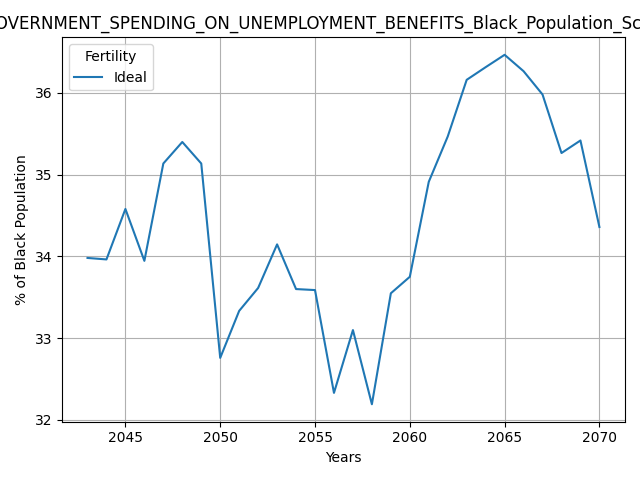 OVERNMENT_SPENDING_ON_UNEMPLOYMENT_BENEFITS_Black_Population_Sc
Fertility
Ideal
% of Black Population
36
35
34
33
32
2045 2050 2055 2060 2065 2070
Years